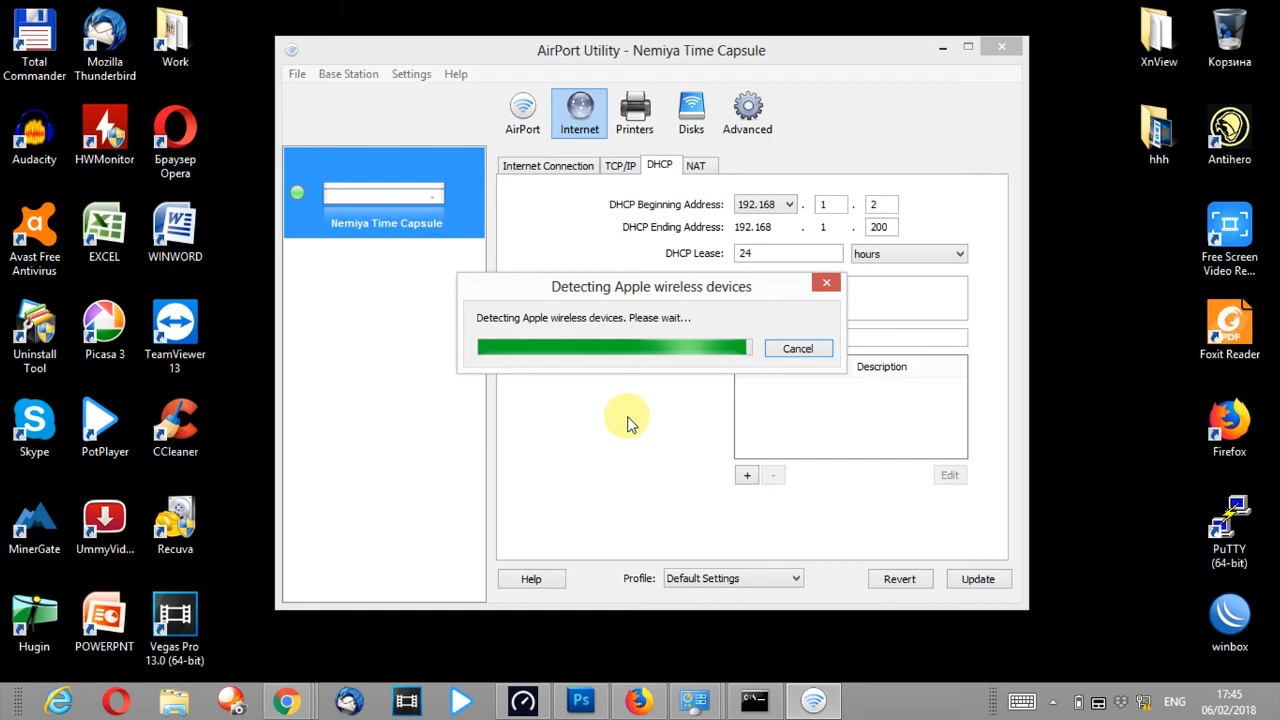 Total
Commander
Mozilla
Thunderbird
Work
Audacity
HWMonitor
Браузер
Opera
Avast Free
Antivirus
EXCEL
WINWORD
Uninstall
Tool
Picasa 3
TeamViewer
13
Skype
PotPlayer
CCleaner
MinerGate
UmmyVid...
Recuva
Hugin
POWERPNT
Vegas Pro
13.0 (64-bit)
AirPort Utility - Nemiya Time Capsule
File Base Station Settings Help
AirPort Internet Printers Disks Advanced
Nemiya Time Capsule
Internet Connection TCP/IP DHCP NAT
DHCP Beginning Address: 192.168 . 1 . 2
DHCP Ending Address: 192.168 . 1 . 200
DHCP Lease: 24 hours
Detecting Apple wireless devices
Detecting Apple wireless devices. Please wait...
Cancel
Description
+ - Edit
Help Profile: Default Settings Revert Update
XnView
Корзина
hhh
Antihero
Free Screen
Video Re...
PDF
Foxit Reader
Firefox
PuTTY
(64-bit)
winbox
Ps
ENG
17:45
06/02/2018